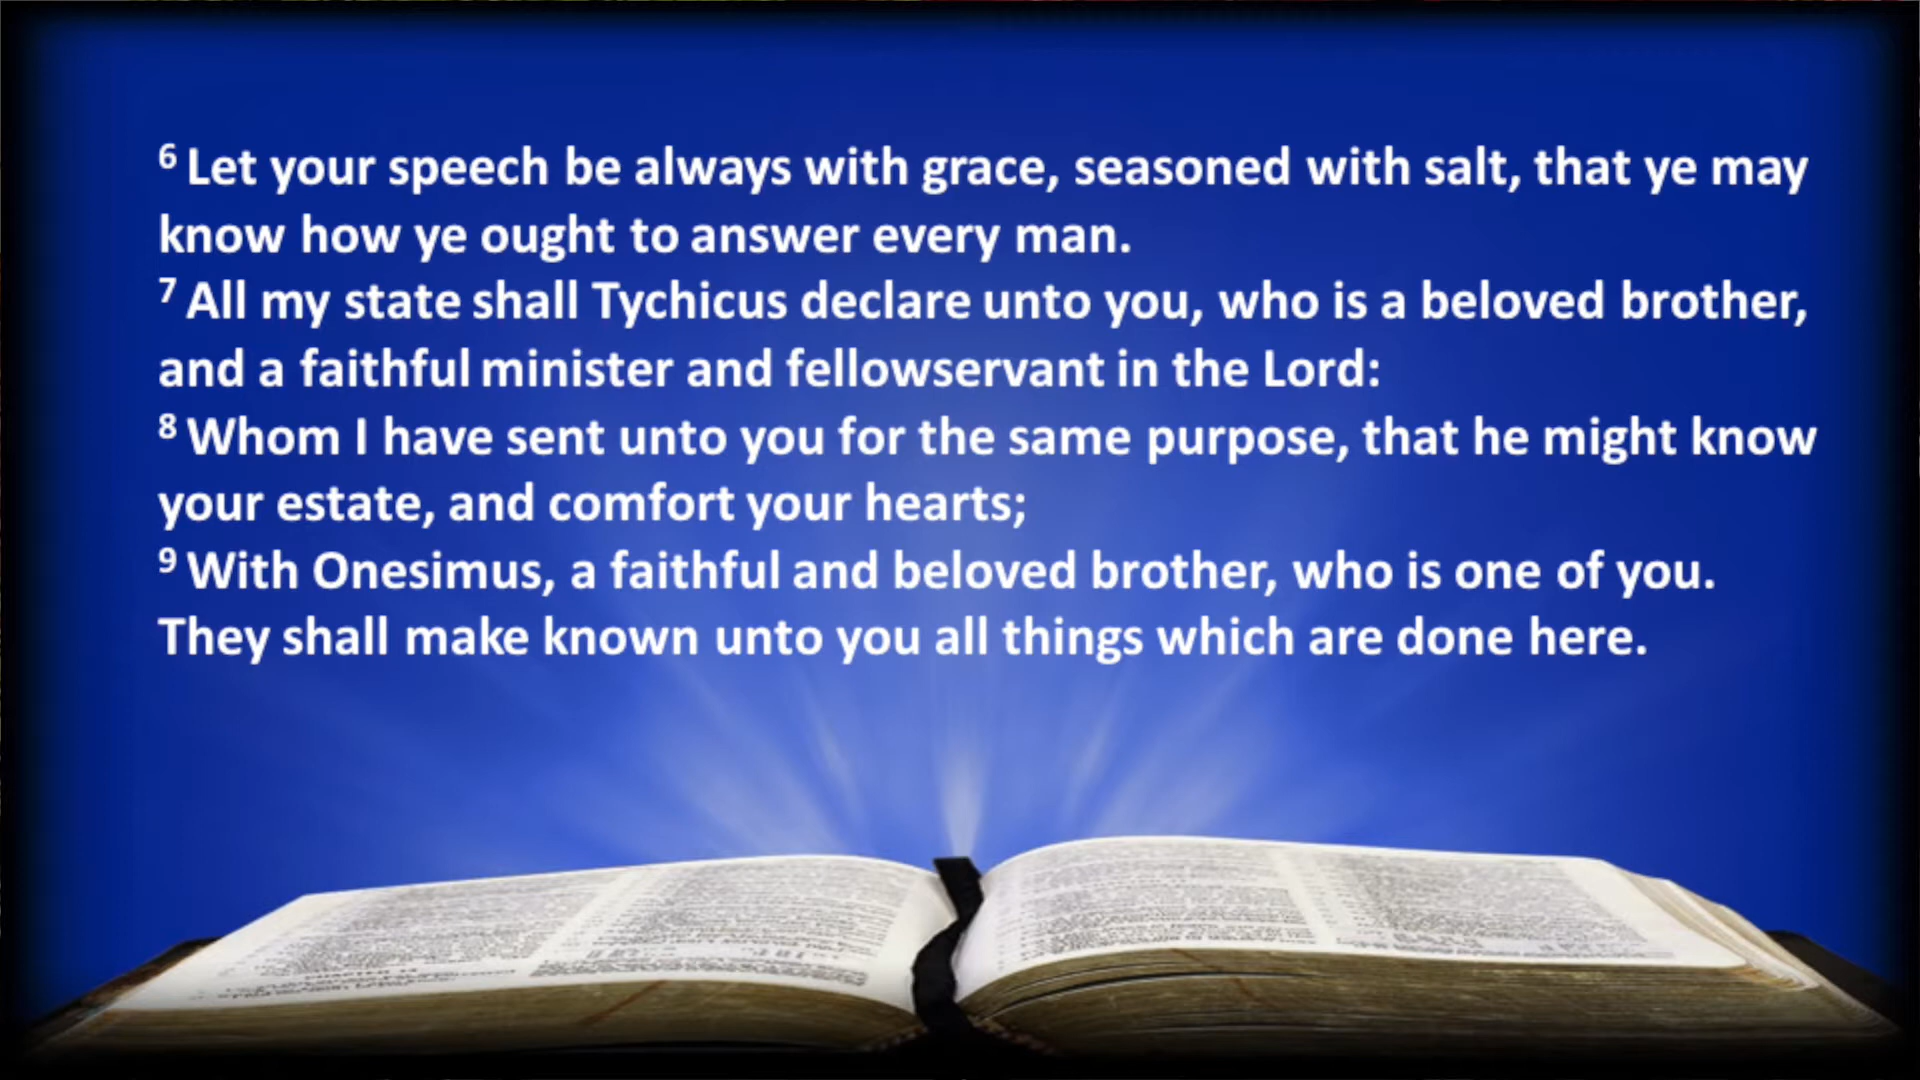 6 Let your speech be always with grace, seasoned with salt, that ye may
know how ye ought to answer every man.
7 All my state shall Tychicus declare unto you, who is a beloved brother,
and a faithful minister and fellowservant in the Lord:
8 Whom I have sent unto you for the same purpose, that he might know
your estate, and comfort your hearts;
9 With Onesimus, a faithful and beloved brother, who is one of you.
They shall make known unto you all things which are done here.